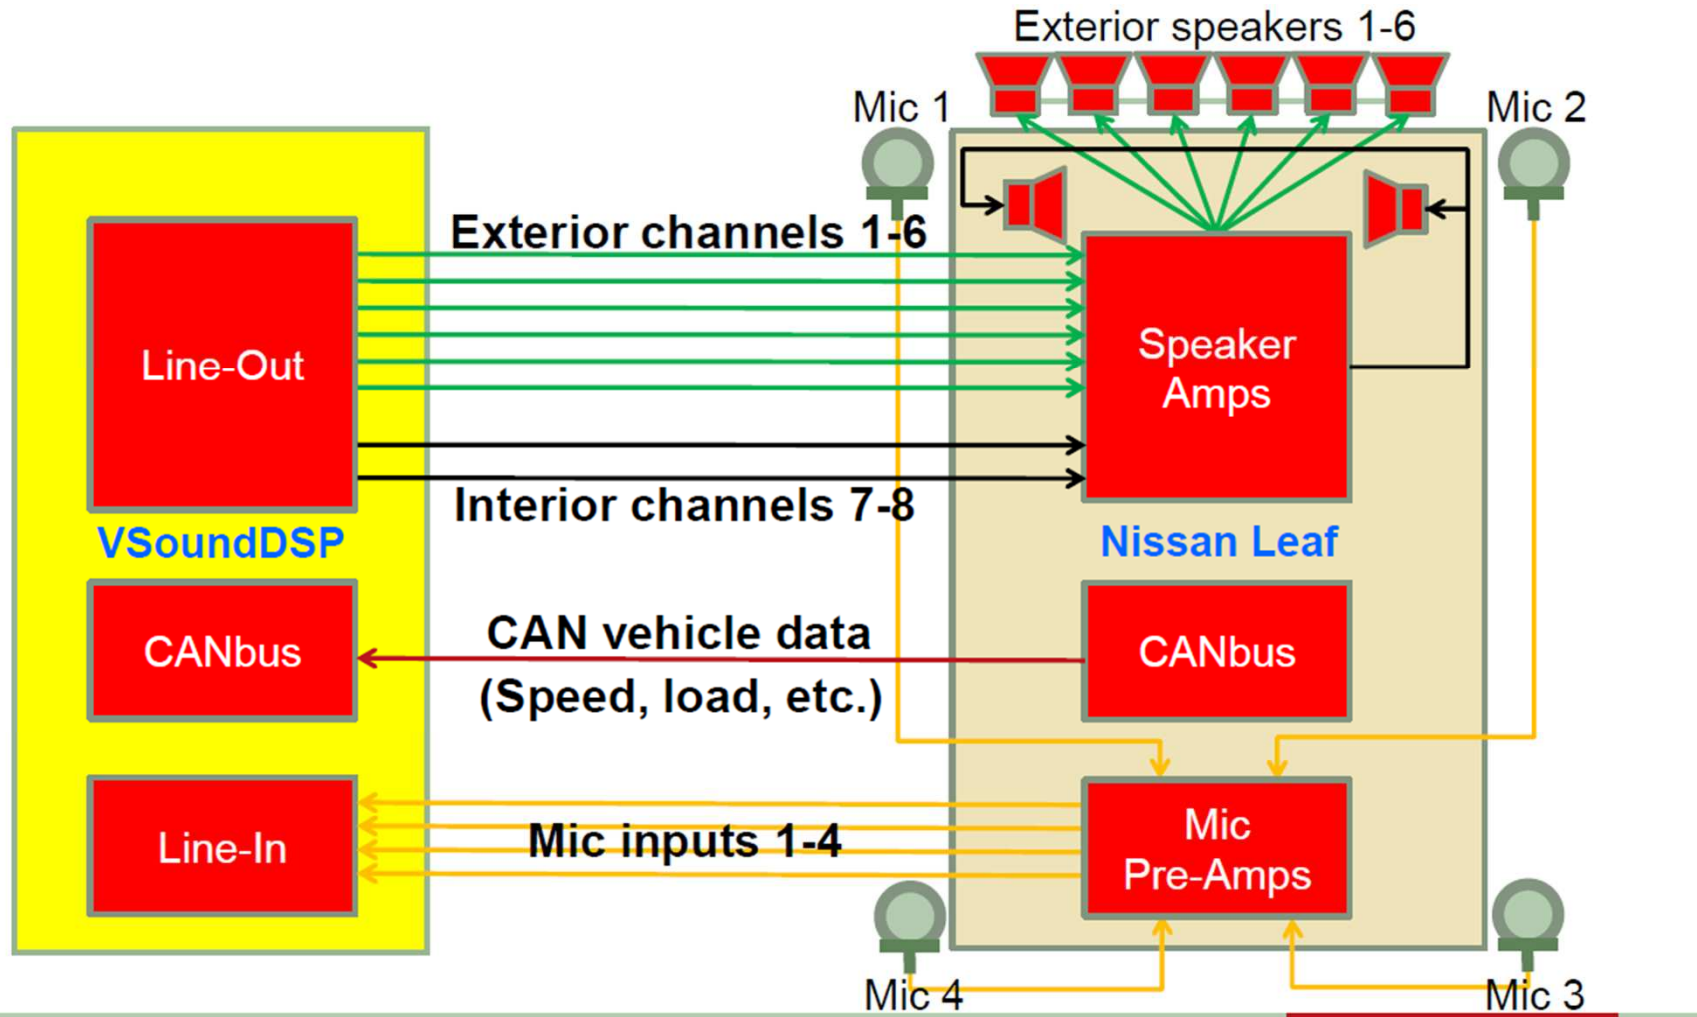 Exterior speakers 1-6
Mic 1
Mic 2
Exterior channels 1-6
Line-Out
Speaker
Amps
Interior channels 7-8
VSoundDSP
Nissan Leaf
CANbus
CAN vehicle data
(Speed, load, etc.)
CANbus
Line-In
Mic inputs 1-4
Mic
Pre-Amps
Mic 4
Mic 3